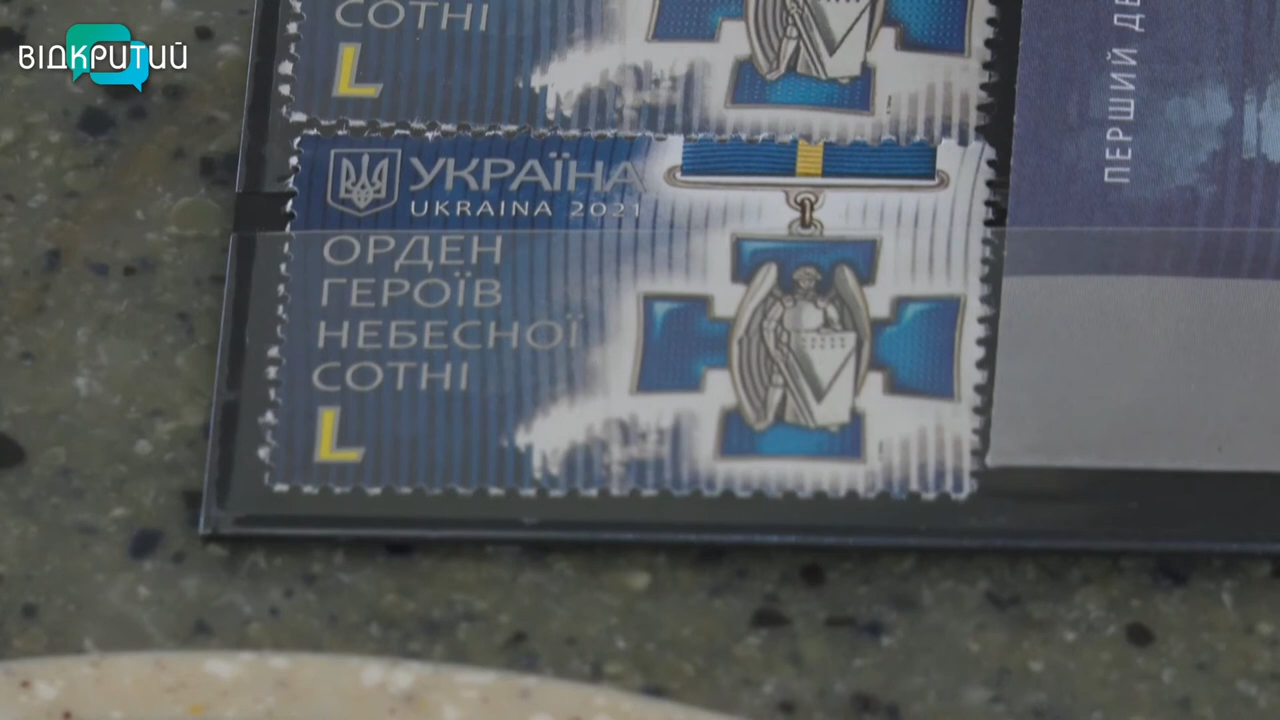 ВІДКРИТИЙ
СОТНІ
L
УКРАЇНА
UKRAINA 2021
ОРДЕН
ГЕРОЇВ
НЕБЕСНОЇ
СОТНІ
L
ПЕРШИЙ